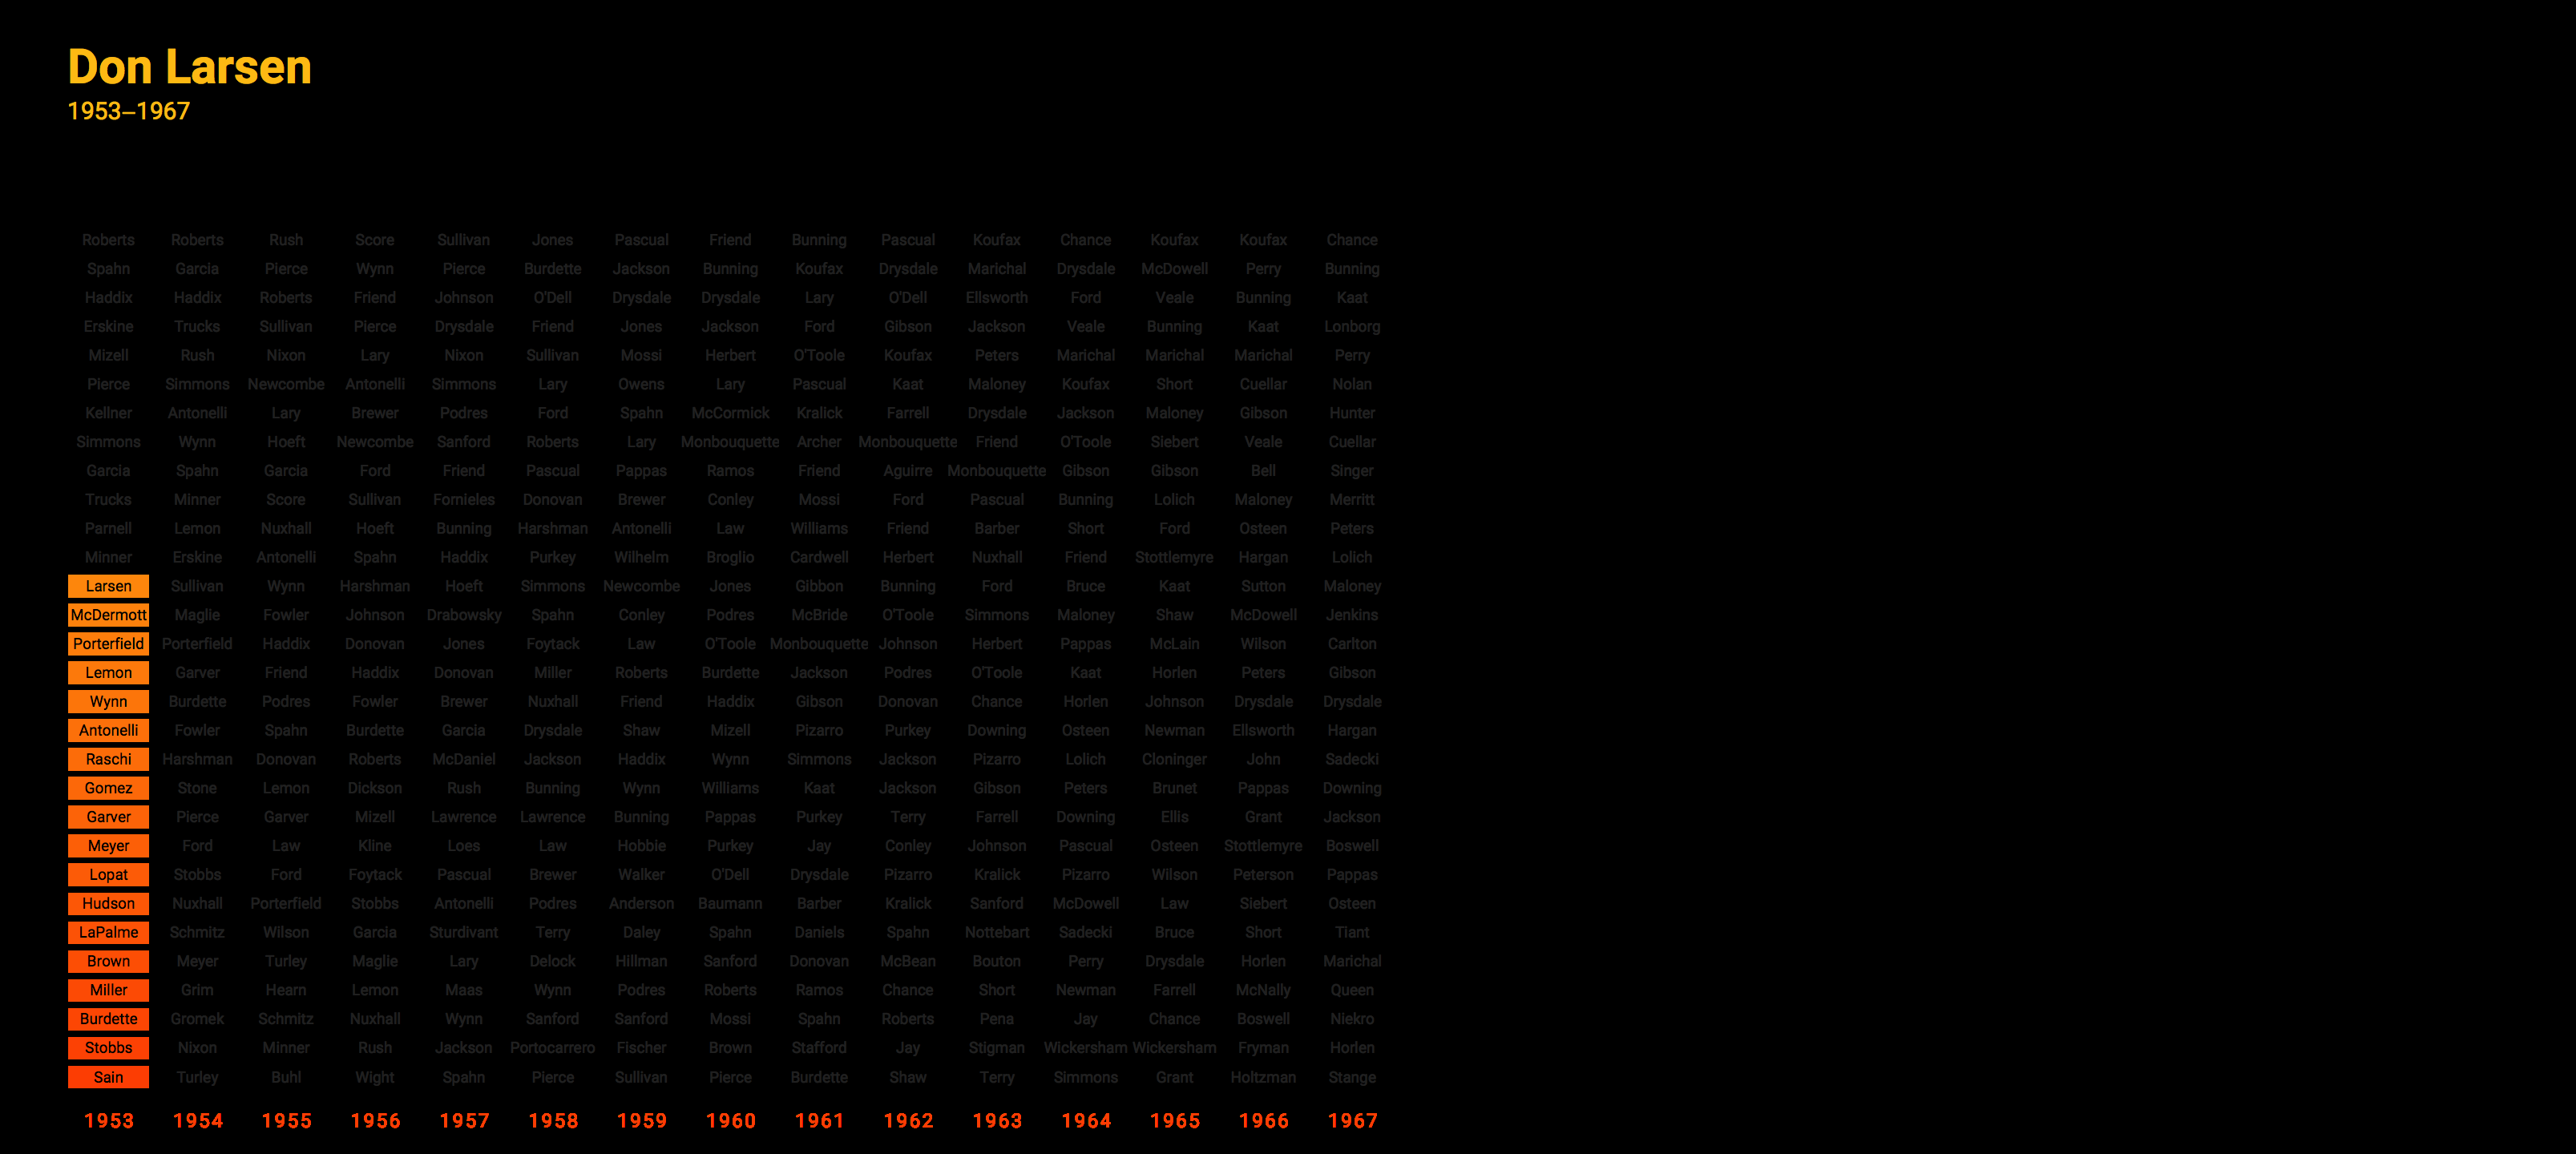 Don Larsen
1953–1967
Roberts Roberts Rush Score Sullivan Jones Pascual Friend Bunning Pascual Koufax Chance Koufax Koufax Chance
Spahn Garcia Pierce Wynn Pierce Burdette Jackson Bunning Koufax Drysdale Marichal Drysdale McDowell Perry Bunning
Haddix Haddix Roberts Friend Johnson O'Dell Drysdale Drysdale Lary O'Dell Ellsworth Ford Veale Bunning Kaat
Erskine Trucks Sullivan Pierce Drysdale Friend Jones Jackson Ford Gibson Jackson Veale Bunning Kaat Lonborg
Mizell Rush Nixon Lary Nixon Sullivan Mossi Herbert O'Toole Koufax Peters Marichal Marichal Marichal Perry
Pierce Simmons Newcombe Antonelli Simmons Lary Owens Lary Pascual Kaat Maloney Koufax Short Cuellar Nolan
Kellner Antonelli Lary Brewer Podres Ford Spahn McCormick Kralick Farrell Drysdale Jackson Maloney Gibson Hunter
Simmons Wynn Hoeft Newcombe Sanford Roberts Lary Monbouquette Archer Monbouquette Friend O'Toole Siebert Veale Cuellar
Garcia Spahn Garcia Ford Friend Pascual Pappas Ramos Friend Aguirre Monbouquette Gibson Gibson Bell Singer
Trucks Minner Score Sullivan Fornieles Donovan Brewer Conley Mossi Ford Pascual Bunning Lolich Maloney Merritt
Parnell Lemon Nuxhall Hoeft Bunning Harshman Antonelli Law Williams Friend Barber Short Ford Osteen Peters
Minner Erskine Antonelli Spahn Haddix Purkey Wilhelm Broglio Cardwell Herbert Nuxhall Friend Stottlemyre Hargan Lolich
Larsen Sullivan Wynn Harshman Hoeft Simmons Newcombe Jones Gibbon Bunning Ford Bruce Kaat Sutton Maloney
McDermott Maglie Fowler Johnson Drabowsky Spahn Conley Podres McBride O'Toole Simmons Maloney Shaw McDowell Jenkins
Porterfield Porterfield Haddix Donovan Jones Foytack Law O'Toole Monbouquette Johnson Herbert Pappas McLain Wilson Carlton
Lemon Garver Friend Haddix Donovan Miller Roberts Burdette Jackson Podres O'Toole Kaat Horlen Peters Gibson
Wynn Burdette Podres Fowler Brewer Nuxhall Friend Haddix Gibson Donovan Chance Horlen Johnson Drysdale Drysdale
Antonelli Fowler Spahn Burdette Garcia Drysdale Shaw Mizell Pizarro Purkey Downing Osteen Newman Ellsworth Hargan
Raschi Harshman Donovan Roberts McDaniel Jackson Haddix Wynn Simmons Jackson Pizarro Lolich Cloninger John Sadecki
Gomez Stone Lemon Dickson Rush Bunning Wynn Williams Kaat Jackson Gibson Peters Brunet Pappas Downing
Garver Pierce Garver Mizell Lawrence Lawrence Bunning Pappas Purkey Terry Farrell Downing Ellis Grant Jackson
Meyer Ford Law Kline Loes Law Hobbie Purkey Jay Conley Johnson Pascual Osteen Stottlemyre Boswell
Lopat Stobbs Ford Foytack Pascual Brewer Walker O'Dell Drysdale Pizarro Kralick Pizarro Wilson Peterson Pappas
Hudson Nuxhall Porterfield Stobbs Antonelli Podres Anderson Baumann Barber Kralick Sanford McDowell Law Siebert Osteen
LaPalme Schmitz Wilson Garcia Sturdivant Terry Daley Spahn Daniels Spahn Nottebart Sadecki Bruce Short Tiant
Brown Meyer Turley Maglie Lary Delock Hillman Sanford Donovan McBean Bouton Perry Drysdale Horlen Marichal
Miller Grim Hearn Lemon Maas Wynn Podres Roberts Ramos Chance Short Newman Farrell McNally Queen
Burdette Gromek Schmitz Nuxhall Wynn Sanford Sanford Mossi Spahn Roberts Pena Jay Chance Boswell Niekro
Stobbs Nixon Minner Rush Jackson Portocarrero Fischer Brown Stafford Jay Stigman Wickersham Wickersham Fryman Horlen
Sain Turley Buhl Wight Spahn Pierce Sullivan Pierce Burdette Shaw Terry Simmons Grant Holtzman Stange
1953 1954 1955 1956 1957 1958 1959 1960 1961 1962 1963 1964 1965 1966 1967